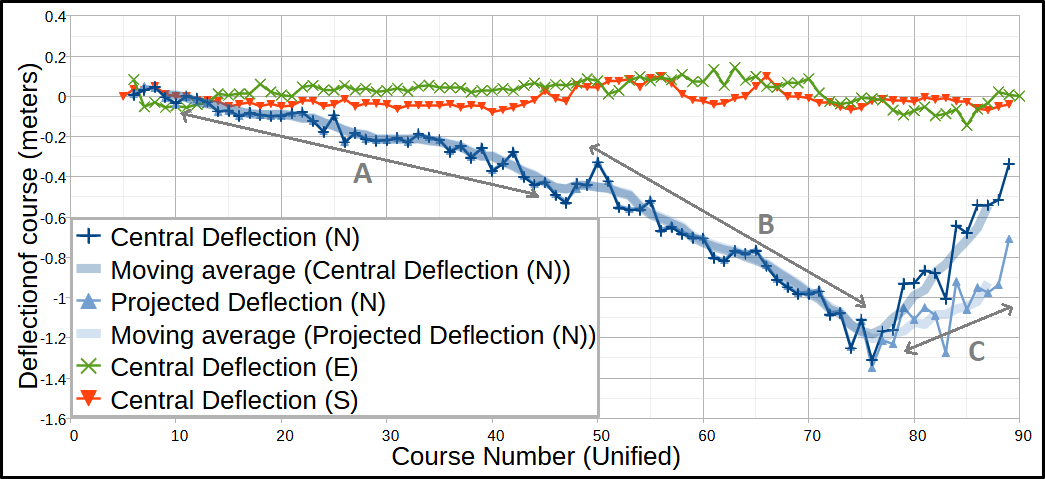 0.4
0.2
0
-0.2
-0.4
-0.6
-0.8
-1
-1.2
-1.4
-1.6
Deflectionof course (meters)
A
B
C
Central Deflection (N)
Moving average (Central Deflection (N))
Projected Deflection (N)
Moving average (Projected Deflection (N))
Central Deflection (E)
Central Deflection (S)
0 10 20 30 40 50 60 70 80 90
Course Number (Unified)